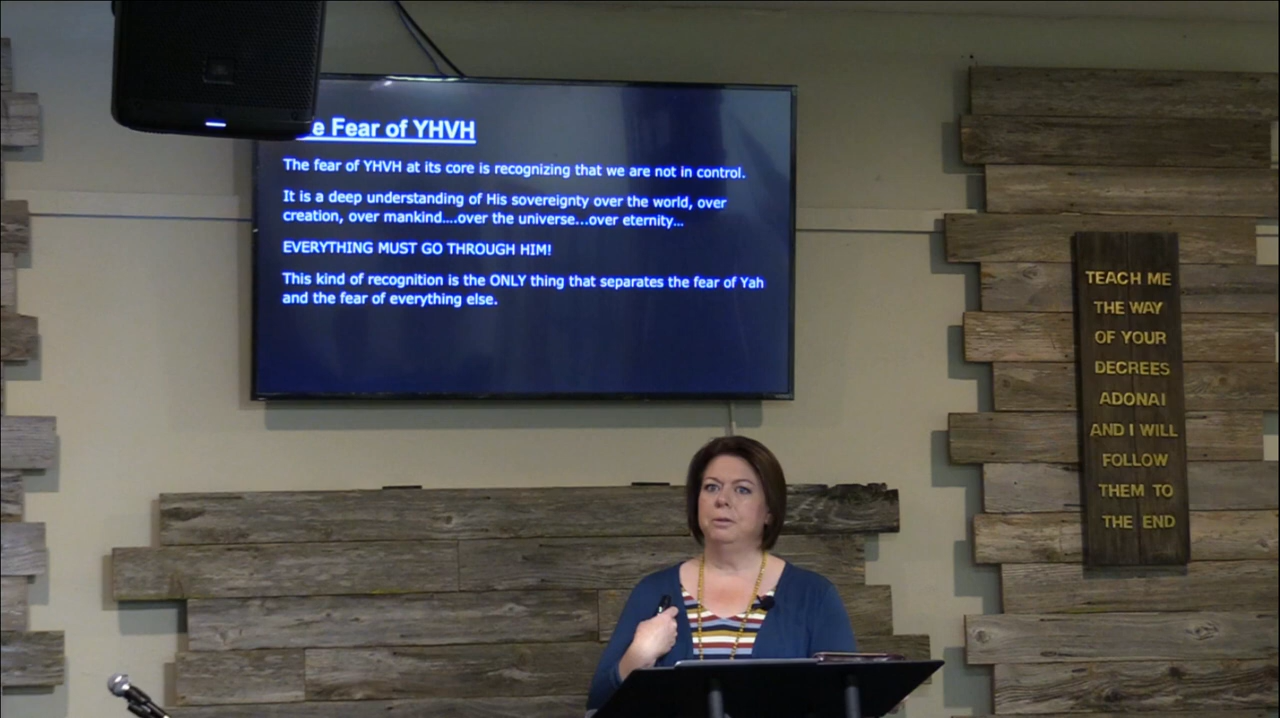 e Fear of YHVH
The fear of YHVH at its core is recognizing that we are not in control.
It is a deep understanding of His sovereignty over the world, over
creation, over mankind....over the universe...over eternity...
EVERYTHING MUST GO THROUGH HIM!
This kind of recognition is the ONLY thing that separates the fear of Yah
and the fear of everything else.
TEACH ME
THE WAY
OF YOUR
DECREES
ADONAI
AND I WILL
FOLLOW
THEM TO
THE END